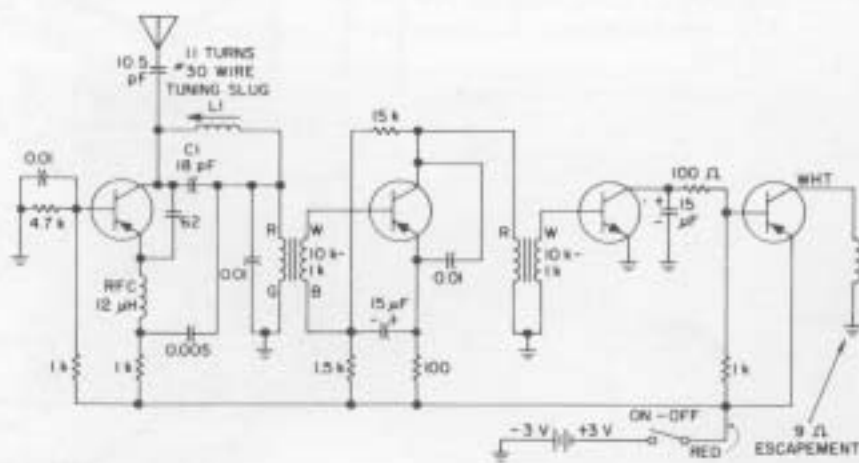 10.5 pF
11 TURNS
#30 WIRE
TUNING SLUG
L1
C1
18 pF
0.01
4.7 k
62
RFC
12 μH
0.005
1 k
1 k
0.01
R
G
W
B
10 k-
1 k
15 k
15 μF
- +
0.01
1.5k
100
R
W
10 k-
1 k
100 Ω
+
-
15
μF
WHT
1 k
ON-OFF
-3 V
+3 V
RED
9 Ω
ESCAPEMENT